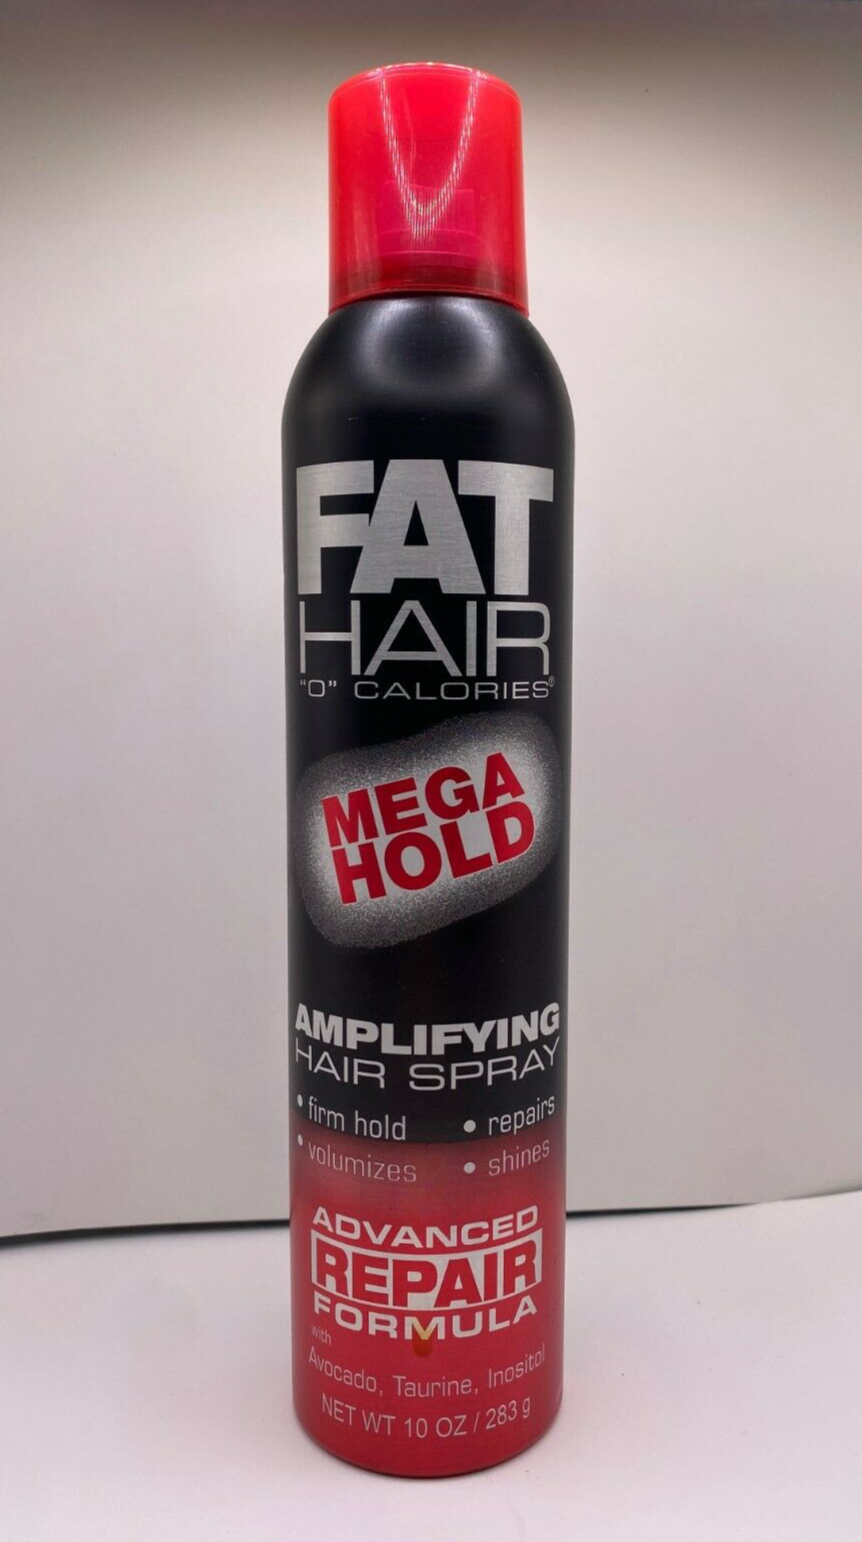 FAT
HAIR
"0" CALORIES®
MEGA
HOLD
AMPLIFYING
HAIR SPRAY
• firm hold • repairs
• volumizes • shines
ADVANCED
REPAIR
FORMULA
with
Avocado, Taurine, Inositol
NET WT 10 OZ / 283 g